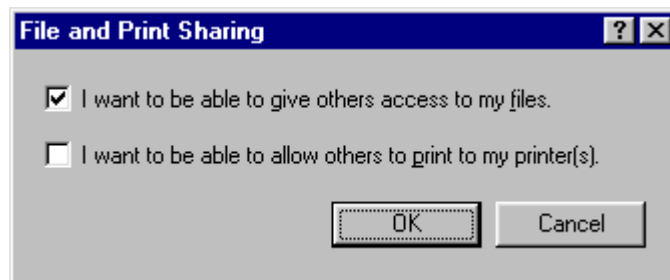 File and Print Sharing
I want to be able to give others access to my files.
I want to be able to allow others to print to my printer(s).
OK Cancel